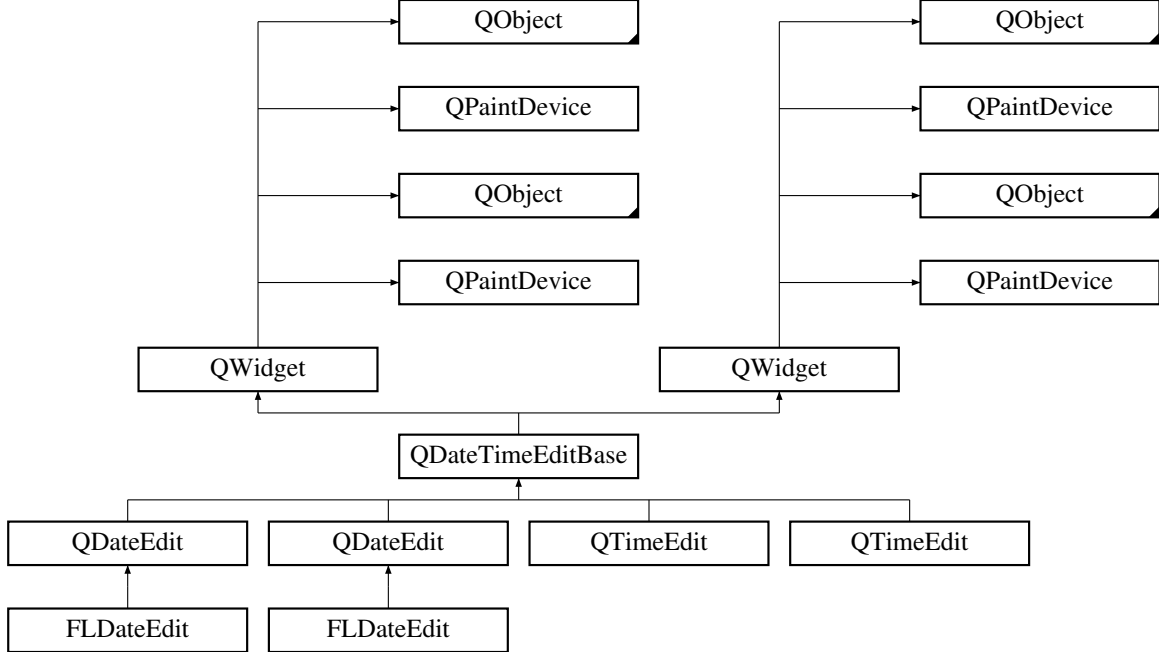 QObject QObject
QPaintDevice QPaintDevice
QObject QObject
QPaintDevice QPaintDevice
QWidget QWidget
QDateTimeEditBase
QDateEdit QDateEdit QTimeEdit QTimeEdit
FLDateEdit FLDateEdit